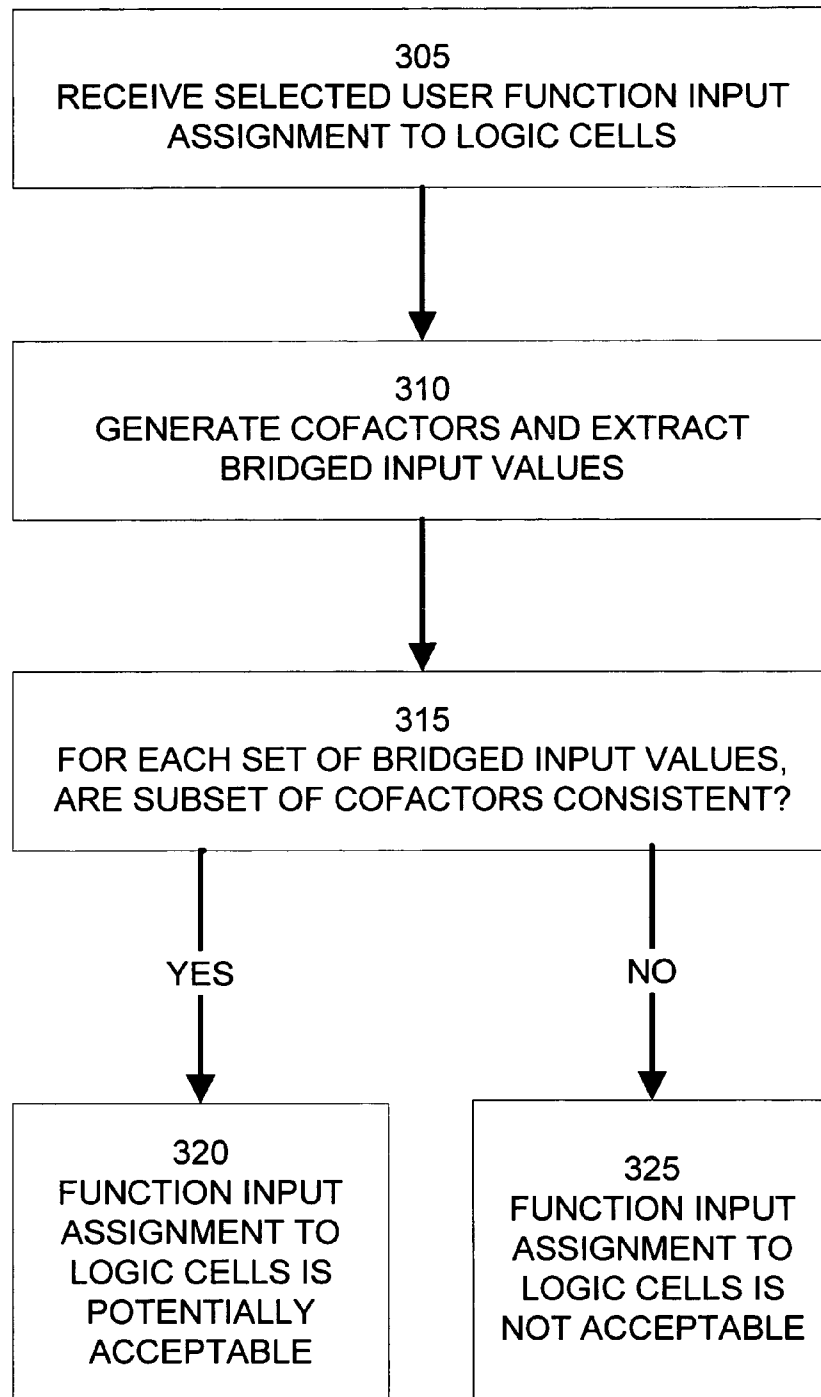 305
RECEIVE SELECTED USER FUNCTION INPUT
ASSIGNMENT TO LOGIC CELLS
310
GENERATE COFACTORS AND EXTRACT
BRIDGED INPUT VALUES
315
FOR EACH SET OF BRIDGED INPUT VALUES,
ARE SUBSET OF COFACTORS CONSISTENT?
YES
NO
320
FUNCTION INPUT
ASSIGNMENT TO
LOGIC CELLS IS
POTENTIALLY
ACCEPTABLE
325
FUNCTION INPUT
ASSIGNMENT TO
LOGIC CELLS IS
NOT ACCEPTABLE